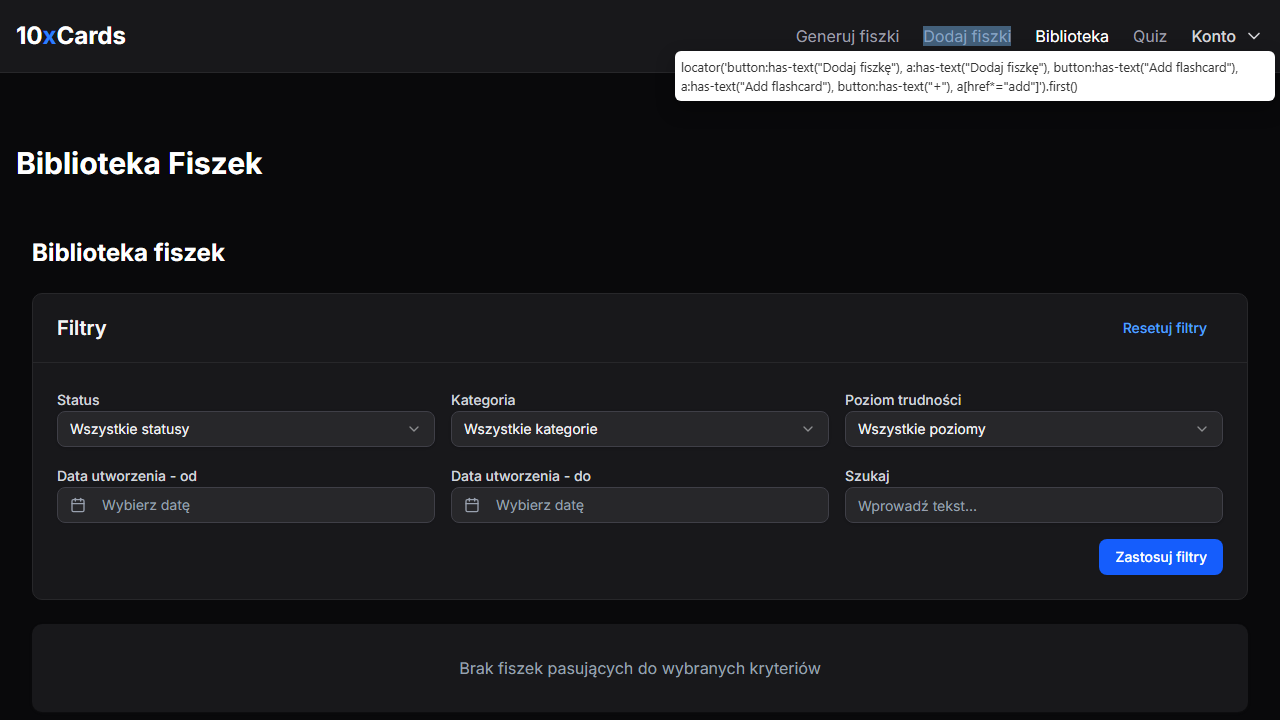 10xCards
Generuj fiszki
Dodaj fiszki
Biblioteka
Quiz
Konto
locator('button:has-text("Dodaj fiszkę"), a:has-text("Dodaj fiszkę"), button:has-text("Add flashcard"),
a:has-text("Add flashcard"), button:has-text("+"), a[href*="add"]').first()
Biblioteka Fiszek
Biblioteka fiszek
Filtry
Resetuj filtry
Status
Kategoria
Poziom trudności
Wszystkie statusy
Wszystkie kategorie
Wszystkie poziomy
Data utworzenia - od
Data utworzenia - do
Szukaj
Wybierz datę
Wybierz datę
Wprowadź tekst...
Zastosuj filtry
Brak fiszek pasujących do wybranych kryteriów